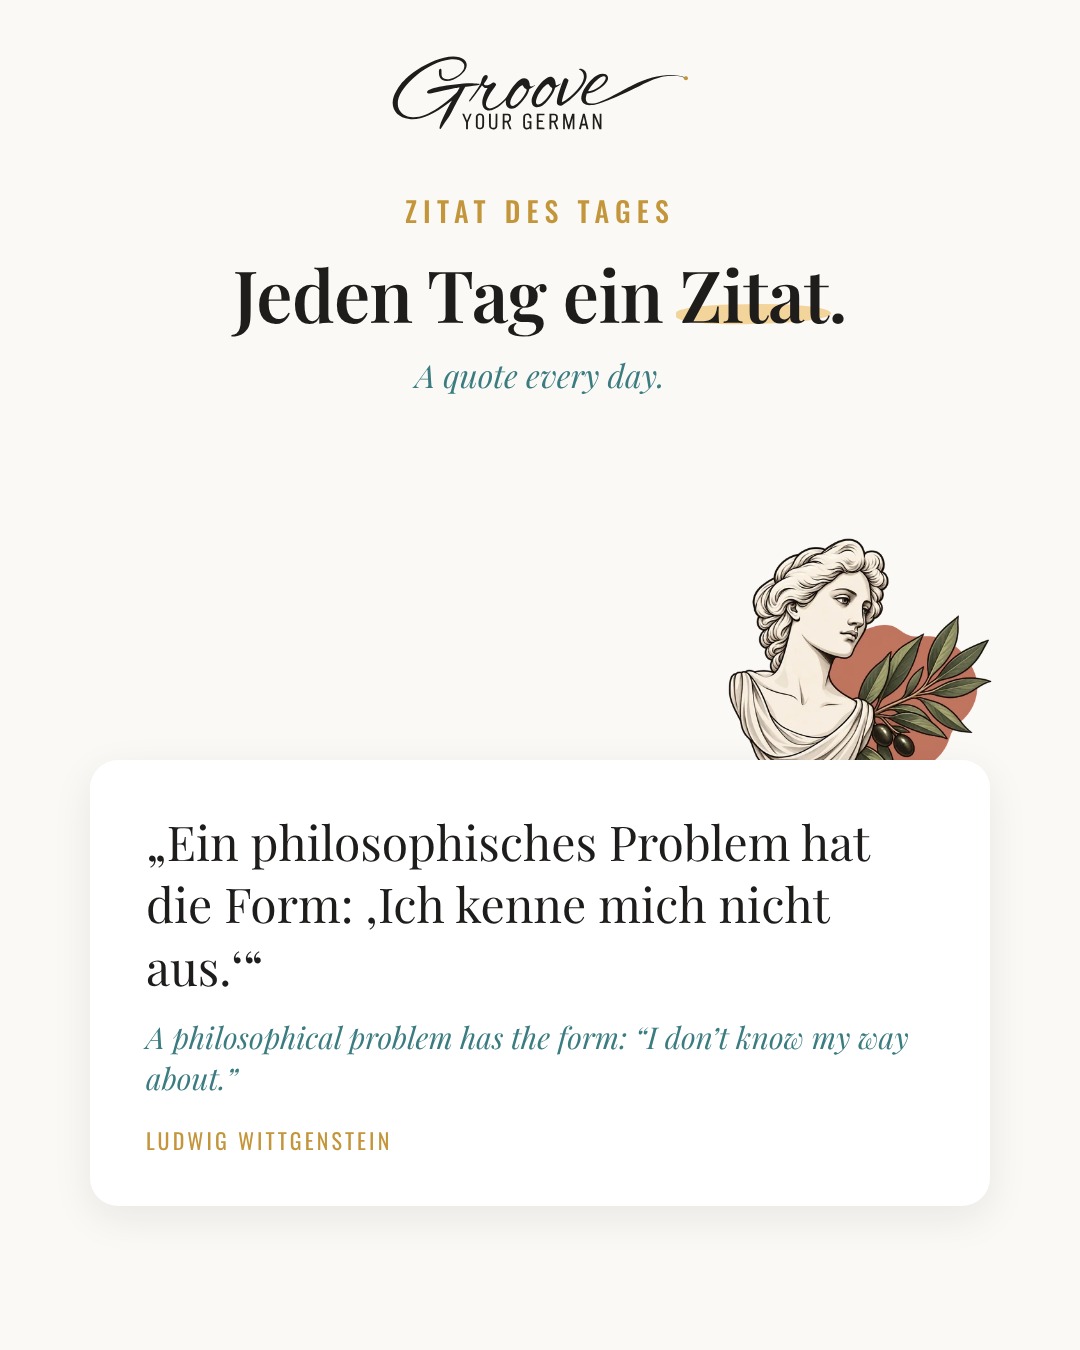 Groove
YOUR GERMAN
ZITAT DES TAGES
Jeden Tag ein Zitat.
A quote every day.
„Ein philosophisches Problem hat
die Form: ‚Ich kenne mich nicht
aus.‘“
A philosophical problem has the form: “I don’t know my way
about.”
LUDWIG WITTGENSTEIN